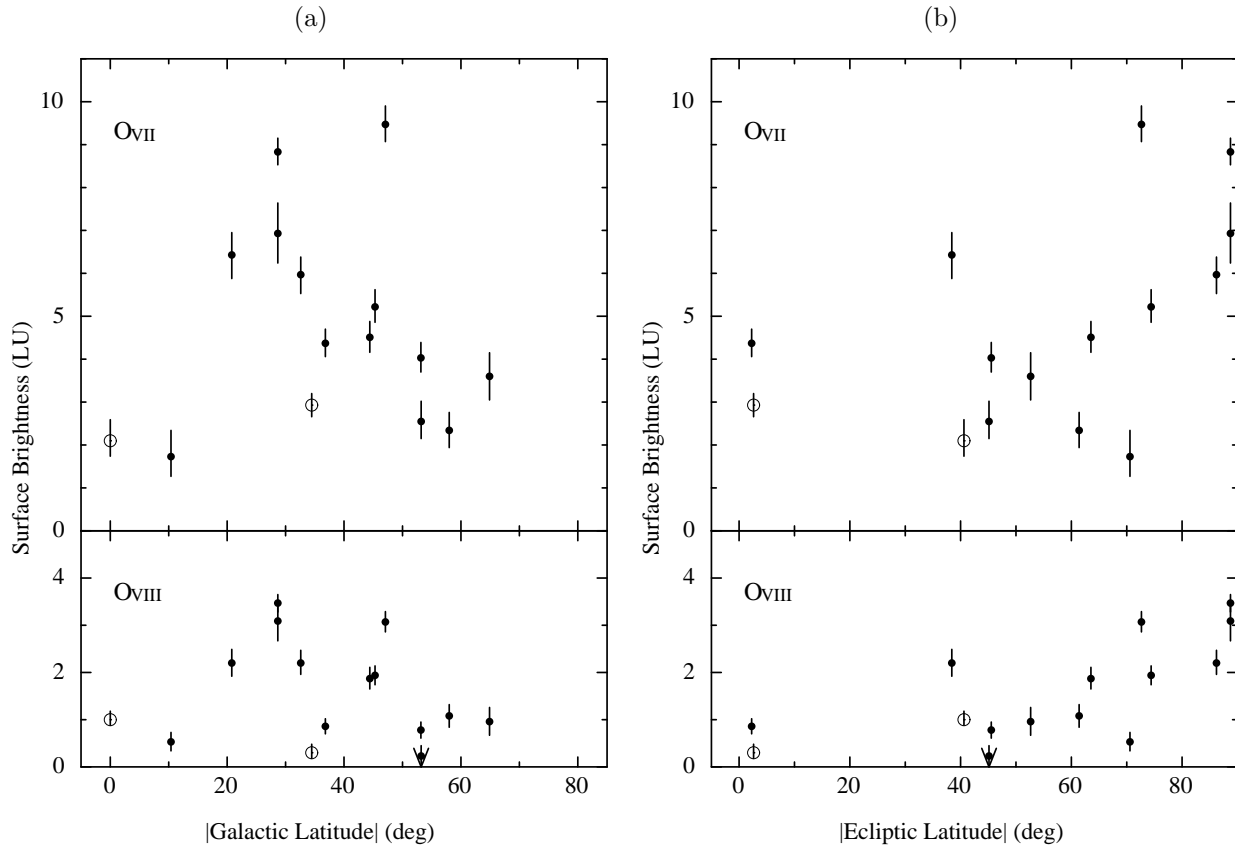 (a)
(b)
10
OVII
5
0
4
OVIII
2
0
0
20
40
60
80
Surface Brightness (LU)
|Galactic Latitude| (deg)
10
OVII
5
0
4
OVIII
2
0
0
20
40
60
80
Surface Brightness (LU)
|Ecliptic Latitude| (deg)